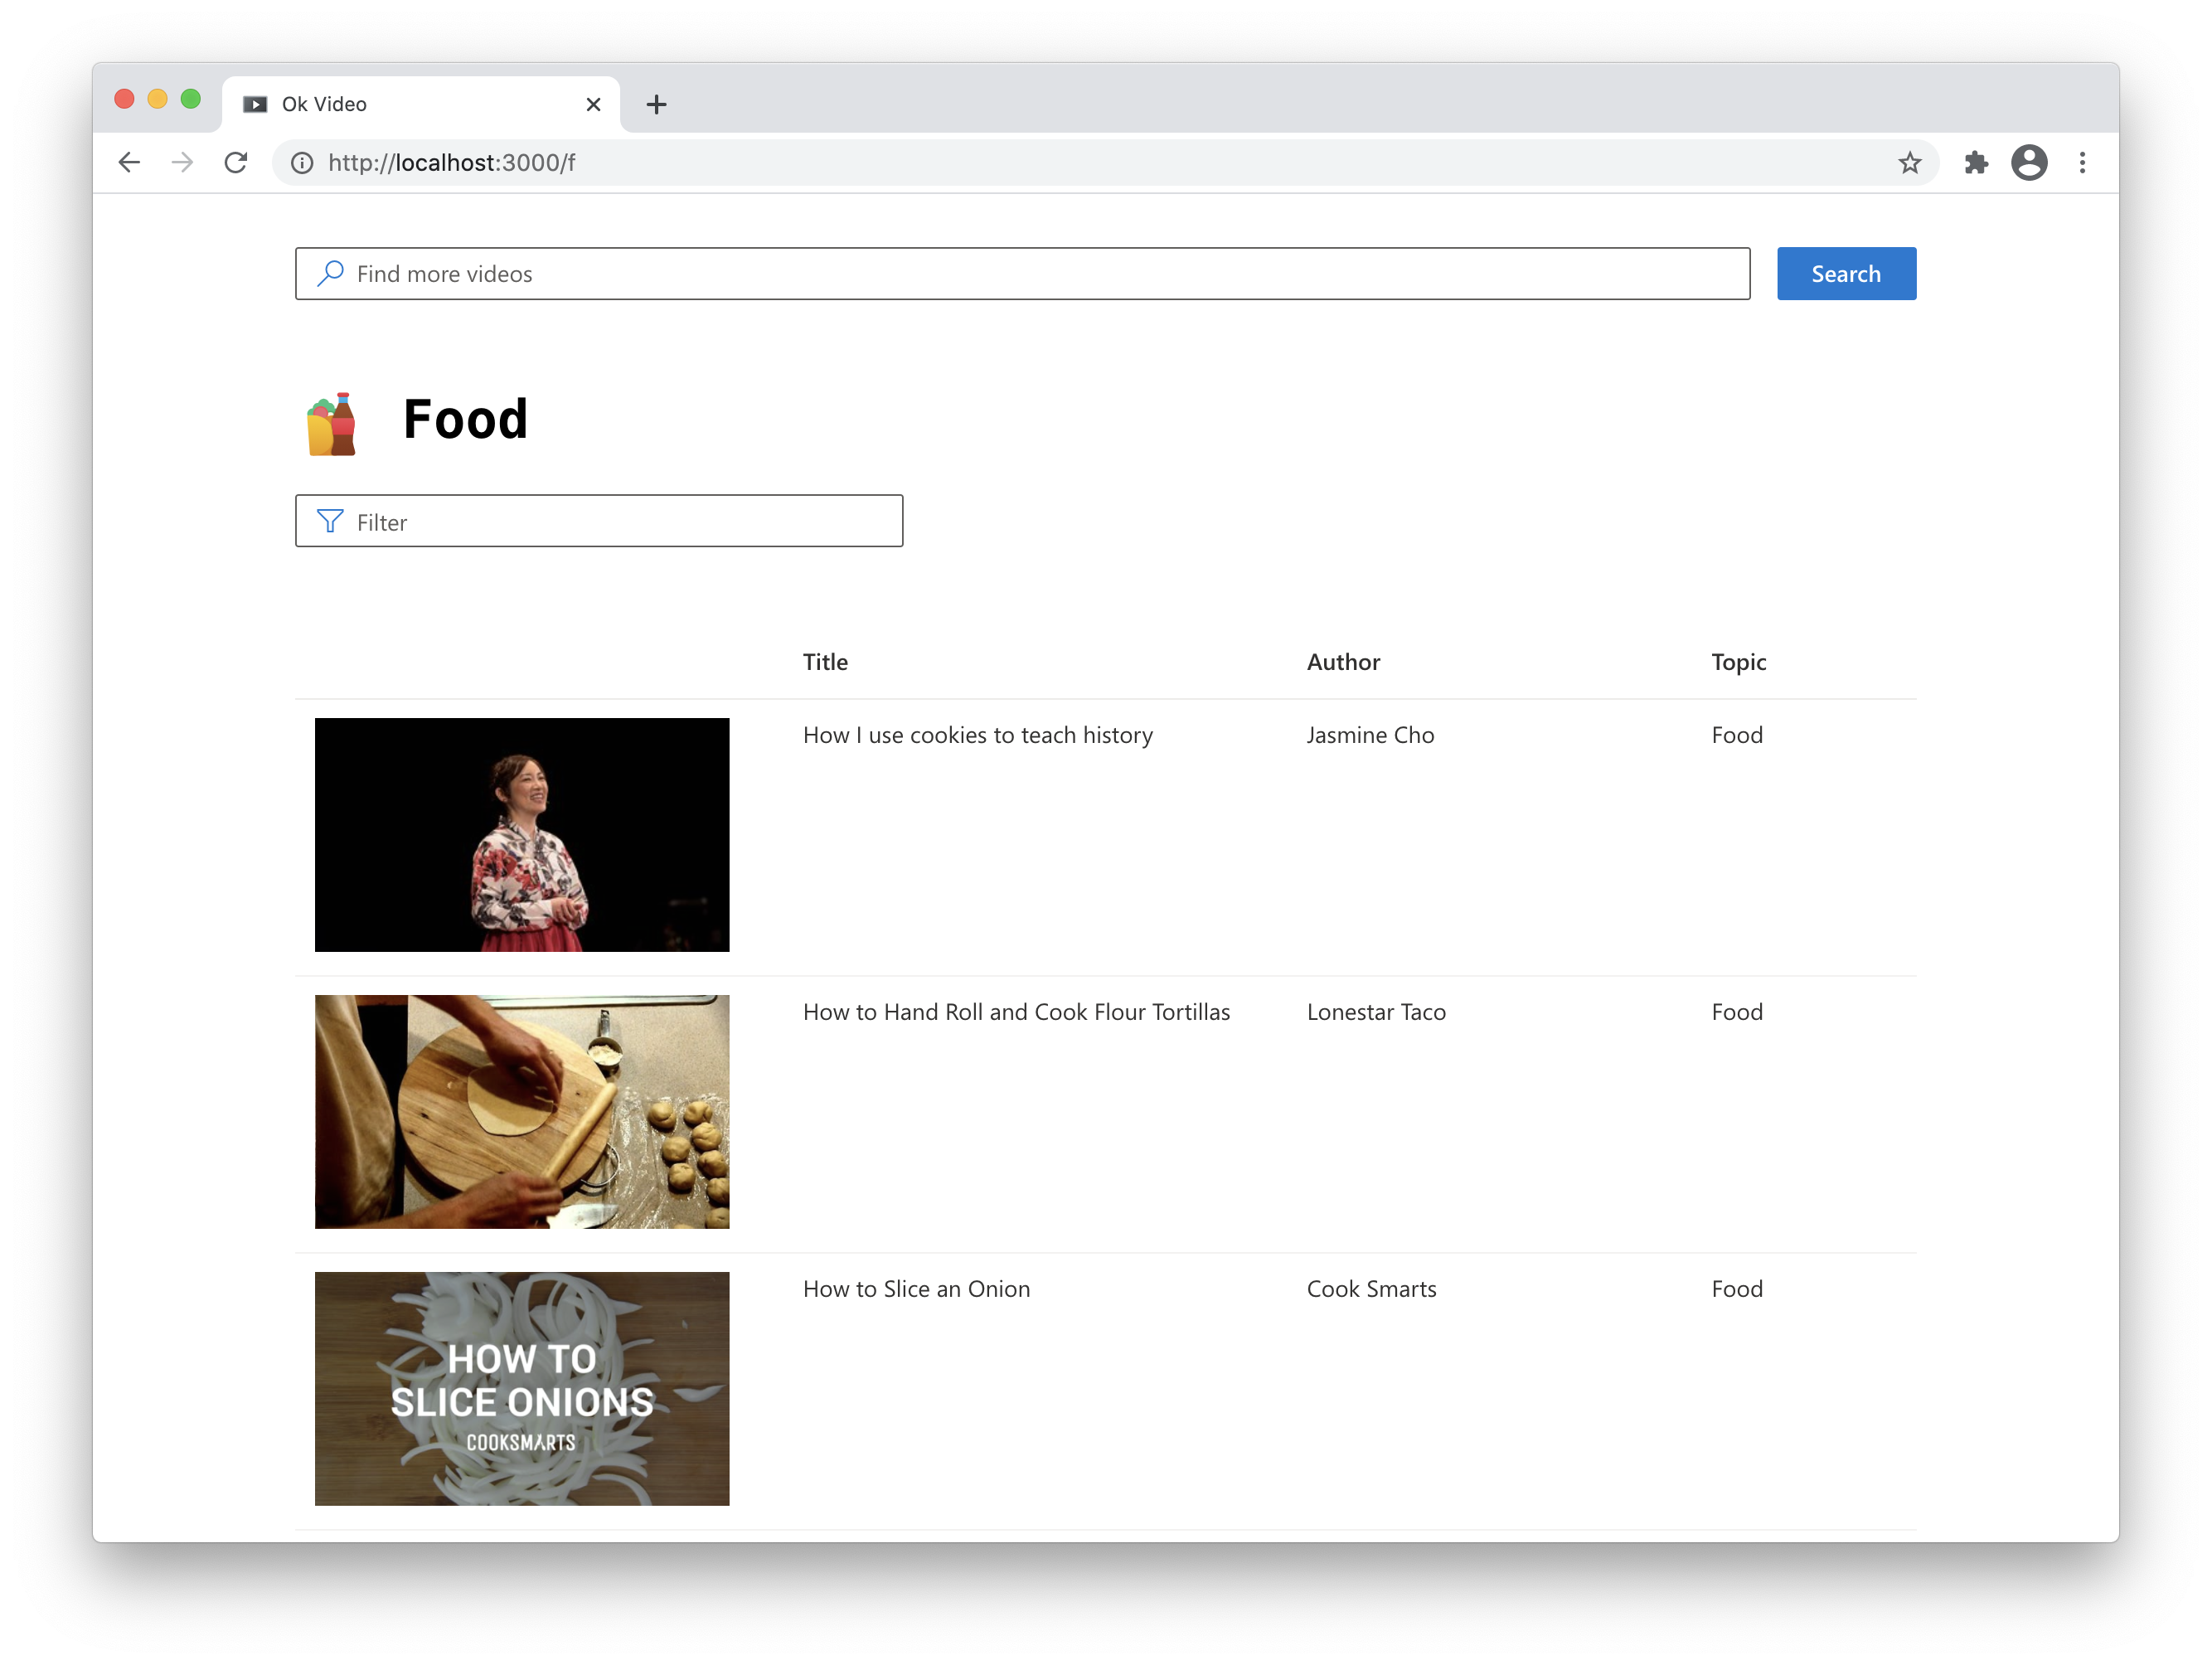 Ok Video
http://localhost:3000/f
Find more videos
Search
Food
Filter
Title Author Topic
How I use cookies to teach history Jasmine Cho Food
How to Hand Roll and Cook Flour Tortillas Lonestar Taco Food
How to Slice an Onion Cook Smarts Food
HOW TO
SLICE ONIONS
COOKSMARTS